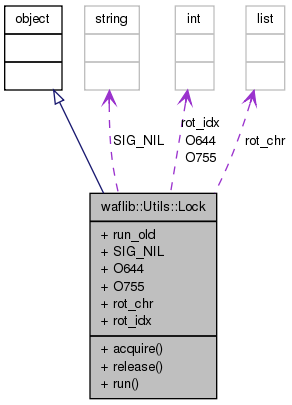 object
string
int
list
SIG_NIL
rot_idx
O644
O755
rot_chr
waflib::Utils::Lock
+ run_old
+ SIG_NIL
+ O644
+ O755
+ rot_chr
+ rot_idx
+ acquire()
+ release()
+ run()